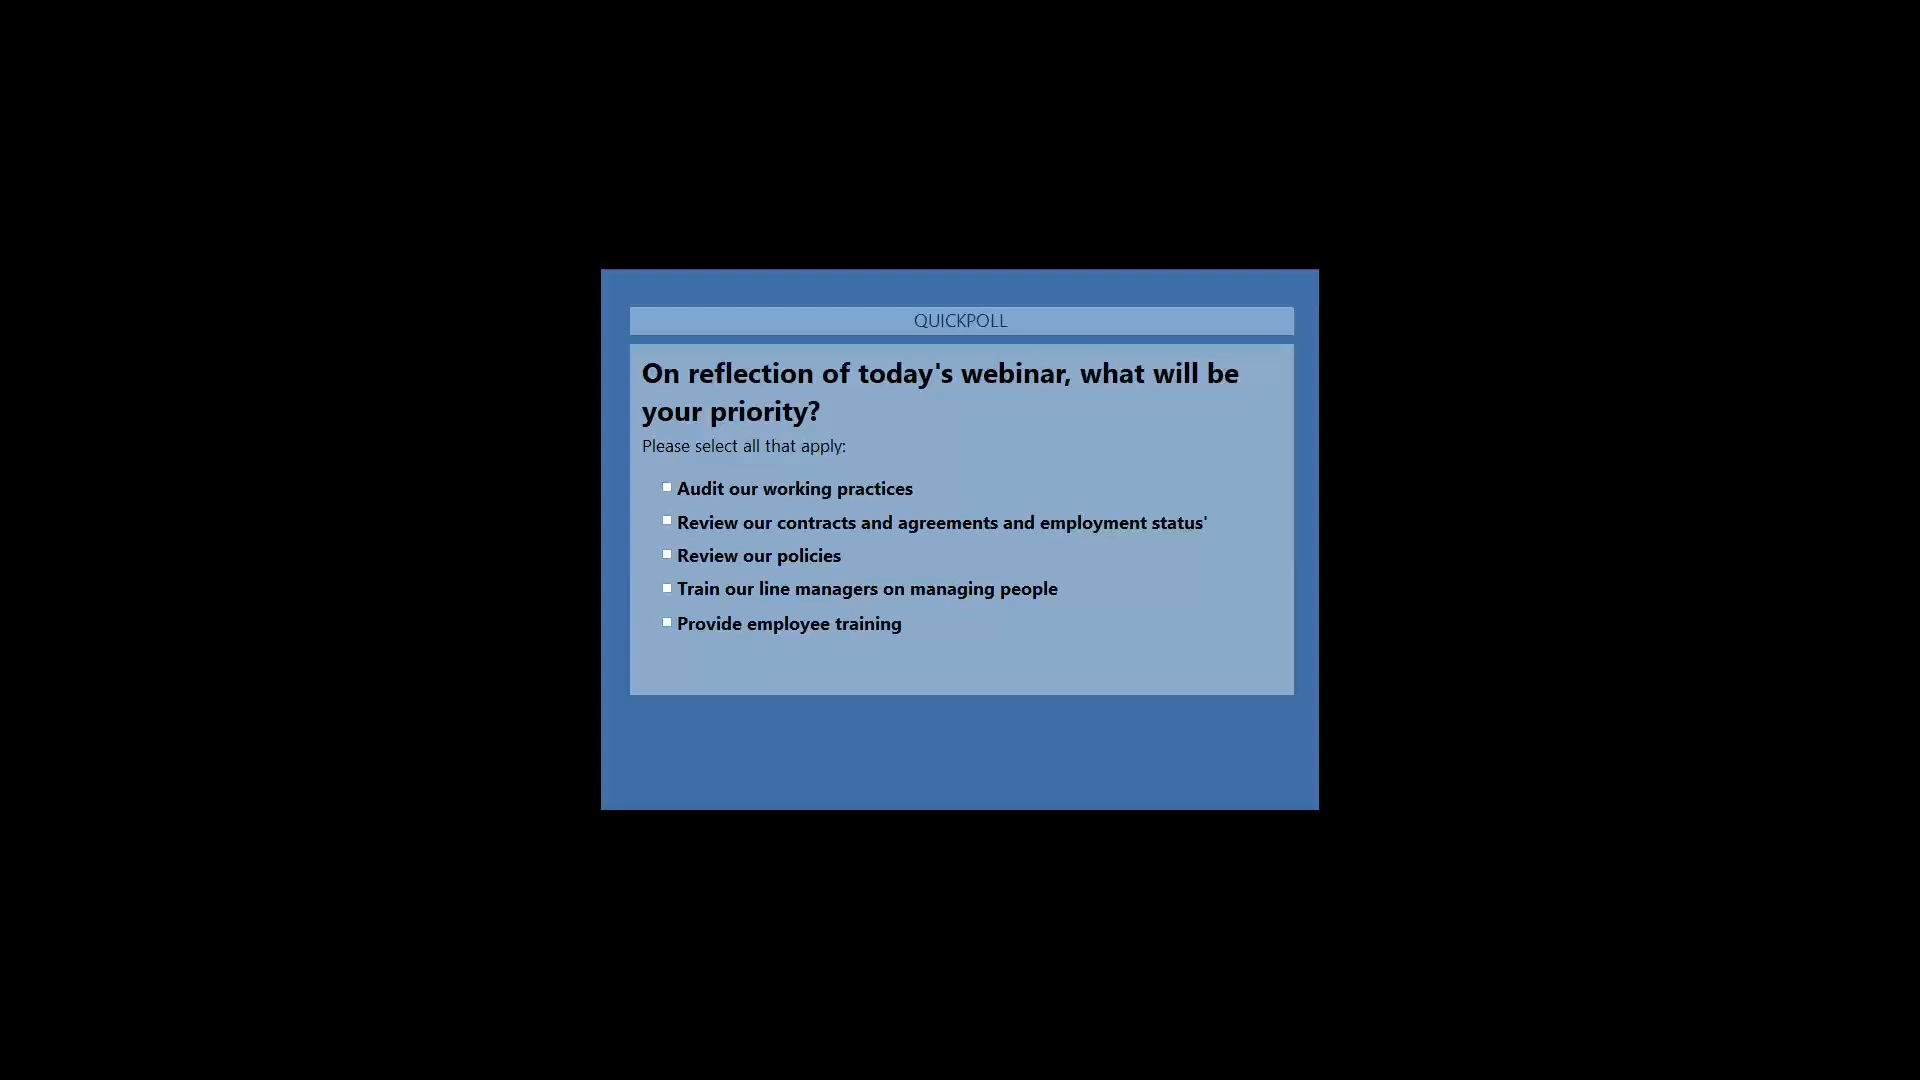 QUICKPOLL
On reflection of today's webinar, what will be
your priority?
Please select all that apply:
Audit our working practices
Review our contracts and agreements and employment status'
Review our policies
Train our line managers on managing people
Provide employee training